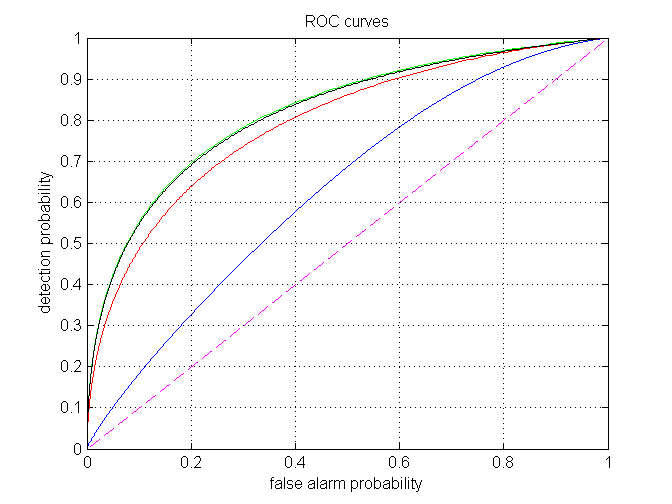 ROC curves
1
0.9
0.8
0.7
0.6
0.5
0.4
0.3
0.2
0.1
0
detection probability
0 0.2 0.4 0.6 0.8 1
false alarm probability